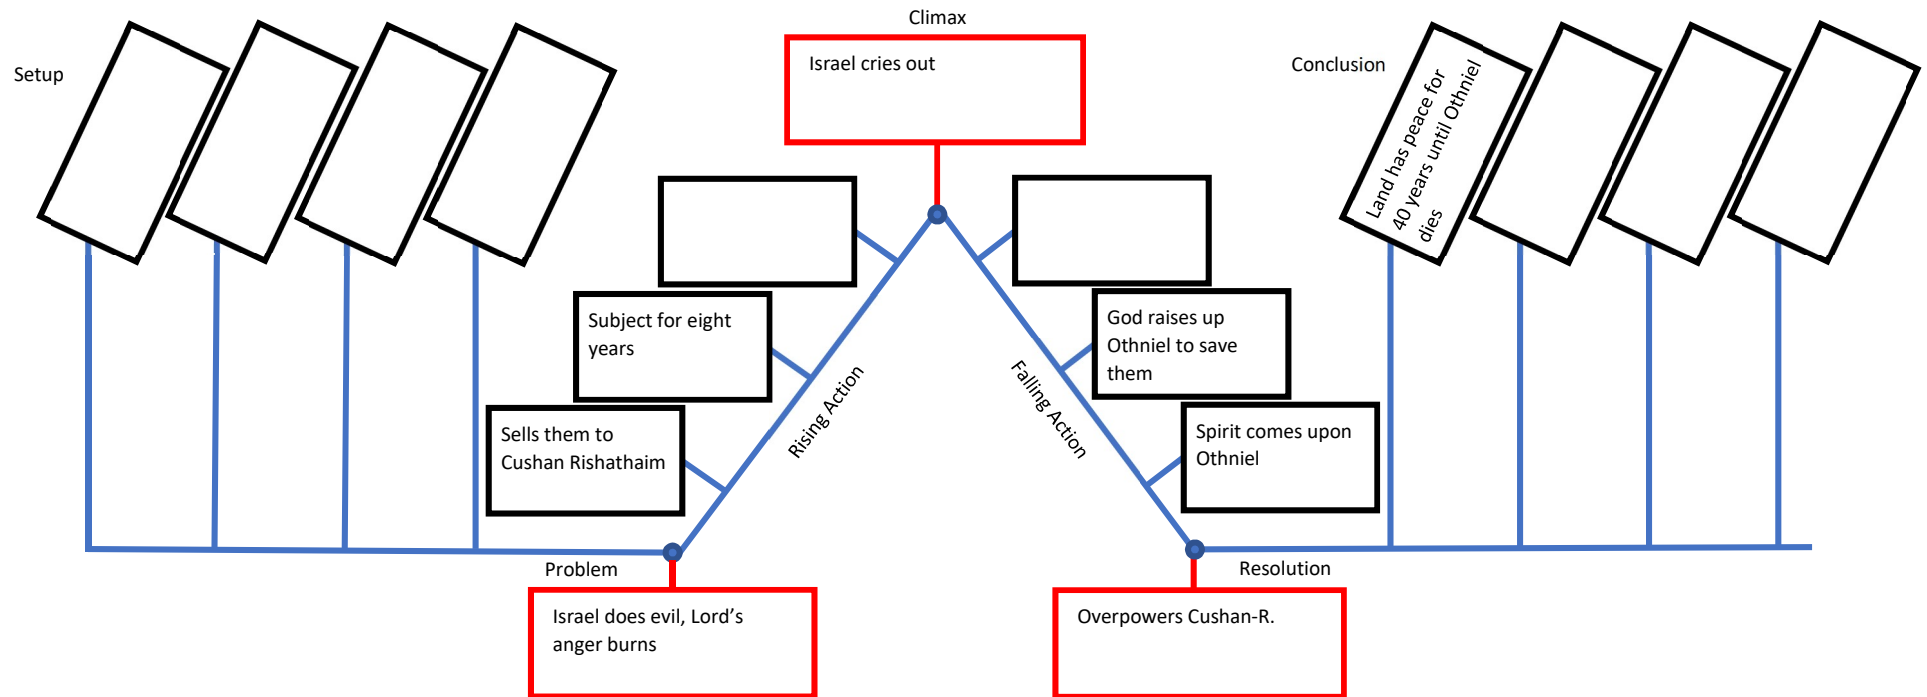 Climax
Setup
Israel cries out
Conclusion
Land has peace for
40 years until Othniel
dies
Subject for eight
years
God raises up
Othniel to save
them
Rising Action
Falling Action
Sells them to
Cushan Rishathaim
Spirit comes upon
Othniel
Problem
Resolution
Israel does evil, Lord’s
anger burns
Overpowers Cushan-R.